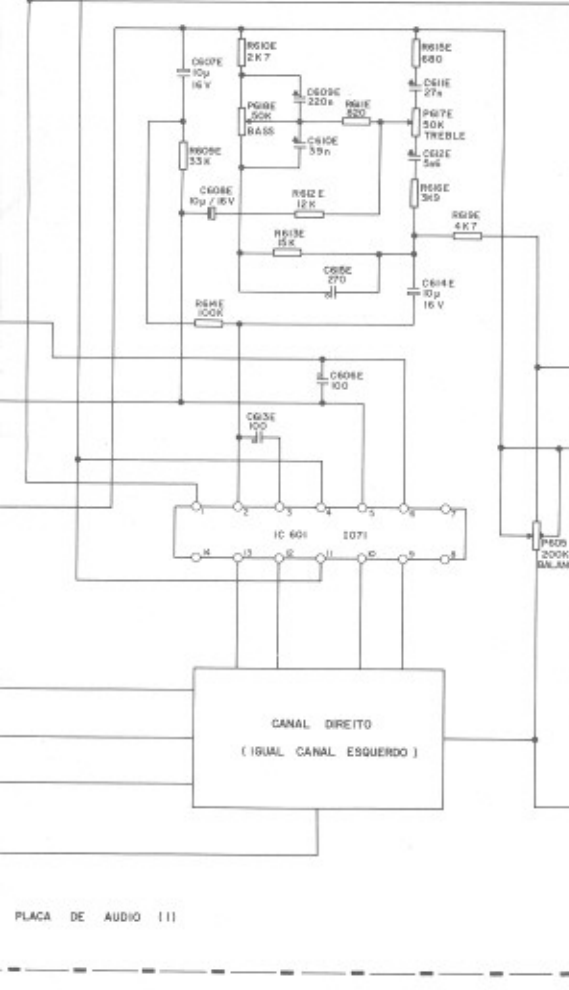 R610E
2K7
R615E
680
C607E
10µ
16V
C611E
27n
C609E
220n
R611E
820
P618E
50K
BASS
P617E
50K
TREBLE
C610E
39n
R609E
33K
C612E
5n6
C608E
10µ / 16V
R612E
12K
R616E
3K9
R619E
4K7
R613E
15K
C615E
270
C614E
10µ
16V
R614E
100K
C606E
100
C613E
100
1 2 3 4 5 6 7
IC 601 1071
14 13 12 11 10 9 8
P605
200K
BALAN
CANAL DIREITO
( IGUAL CANAL ESQUERDO )
PLACA DE AUDIO (1)